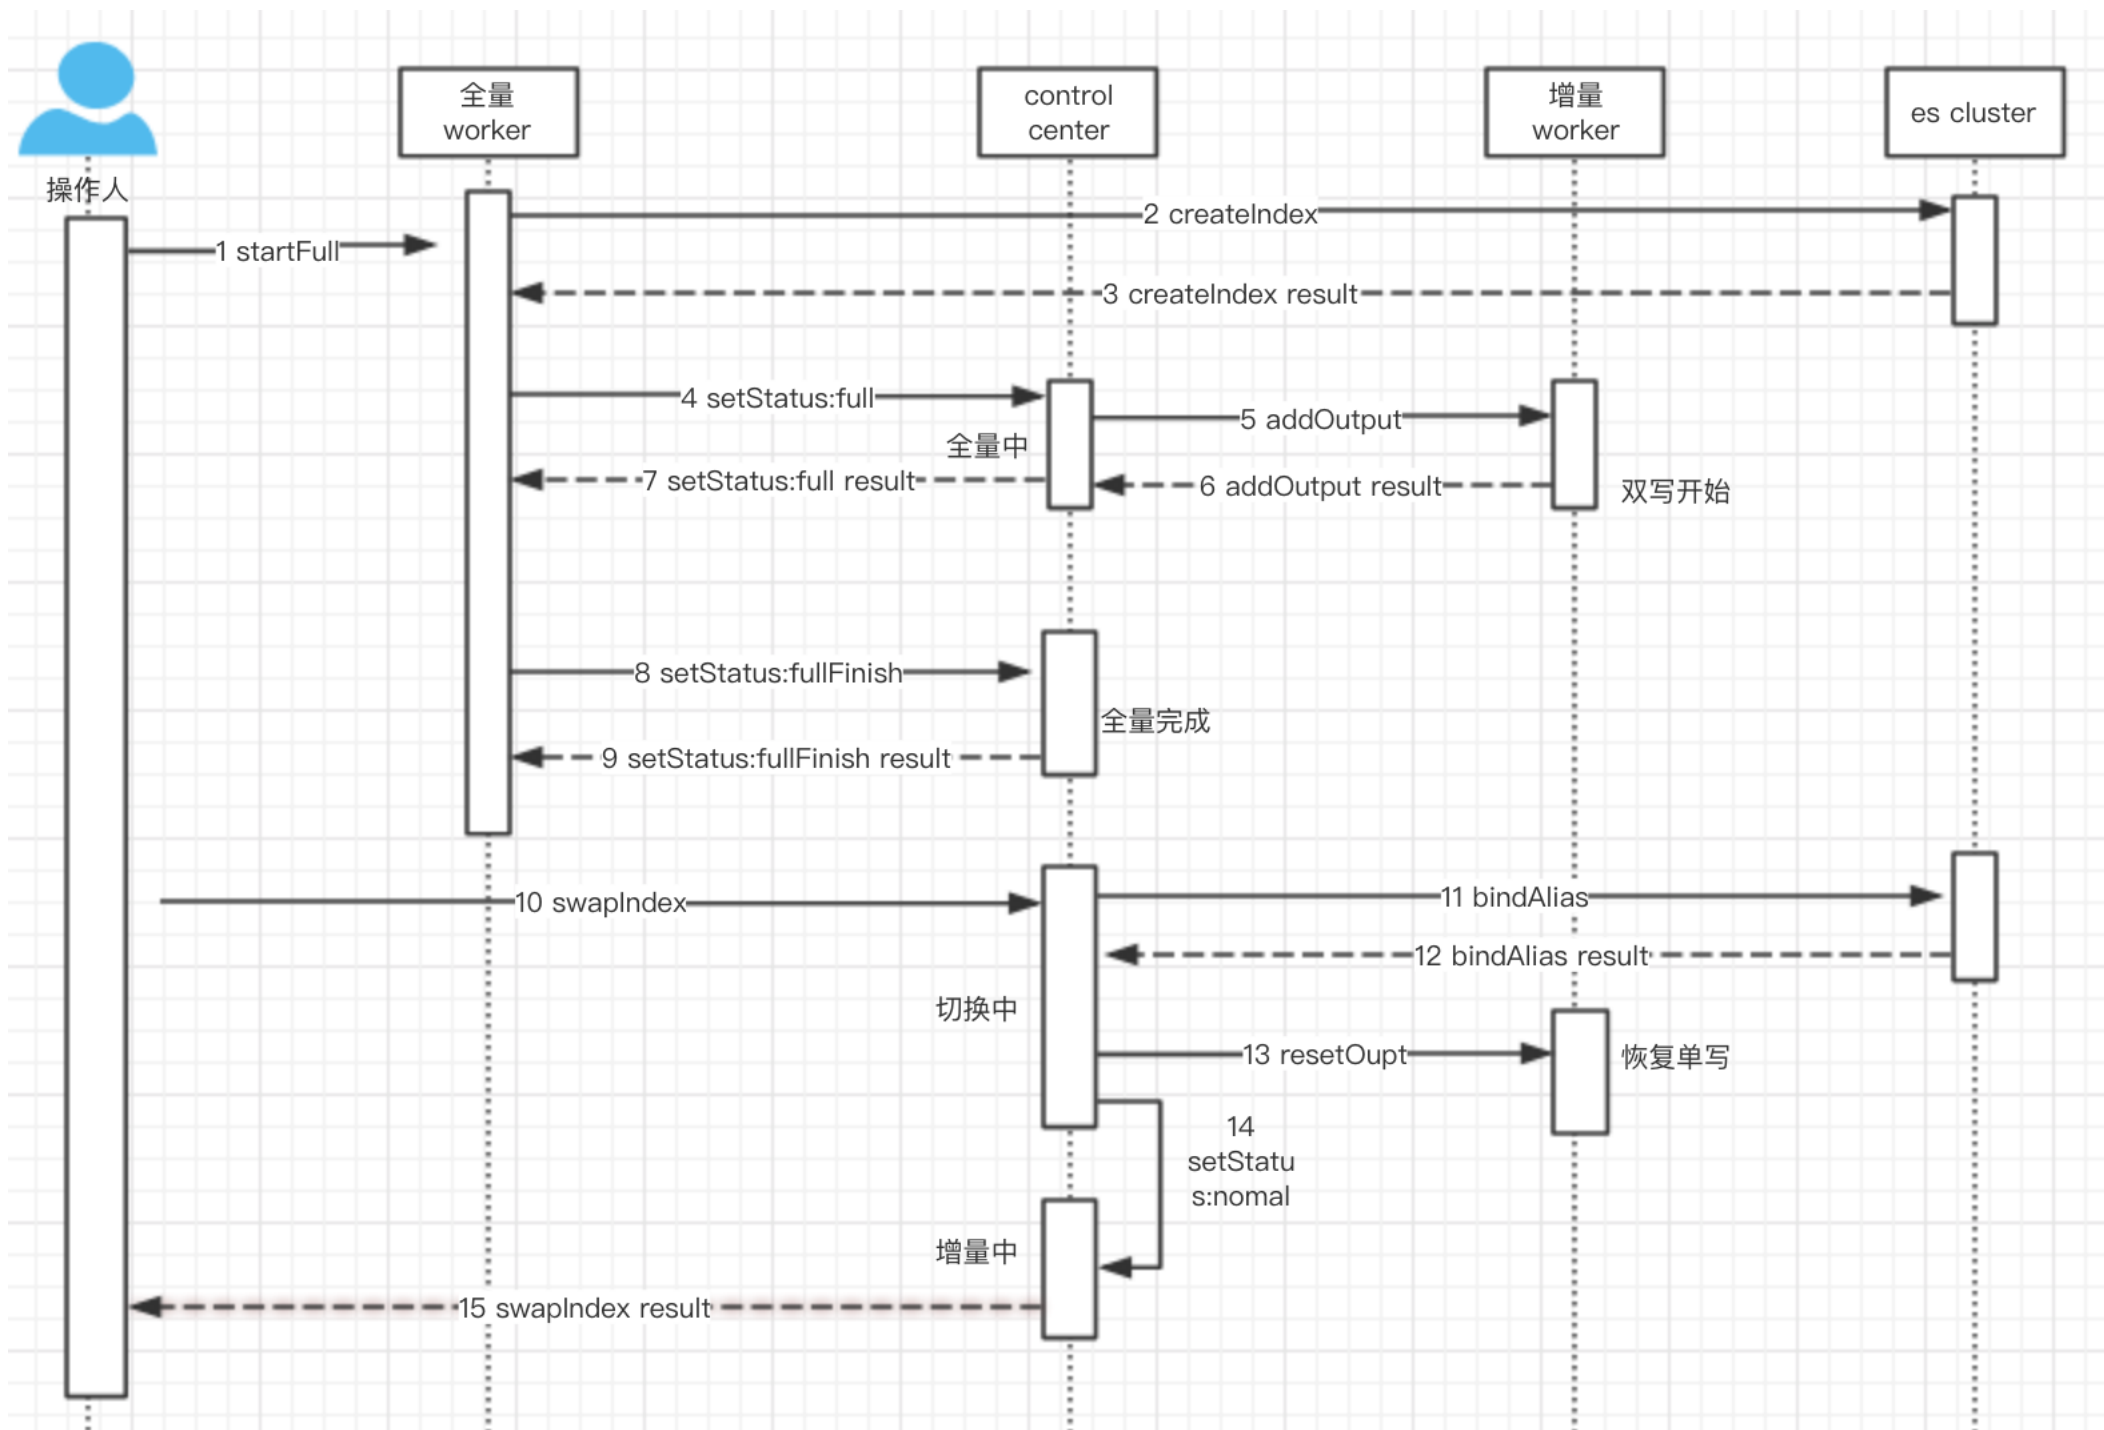 全量
worker
control
center
增量
worker
es cluster
操作人
2 createIndex
1 startFull
3 createIndex result
4 setStatus:full
5 addOutput
全量中
7 setStatus:full result
6 addOutput result
双写开始
8 setStatus:fullFinish
全量完成
9 setStatus:fullFinish result
10 swapIndex
11 bindAlias
12 bindAlias result
切换中
13 resetOupt
恢复单写
14
setStatu
s:nomal
增量中
15 swapIndex result